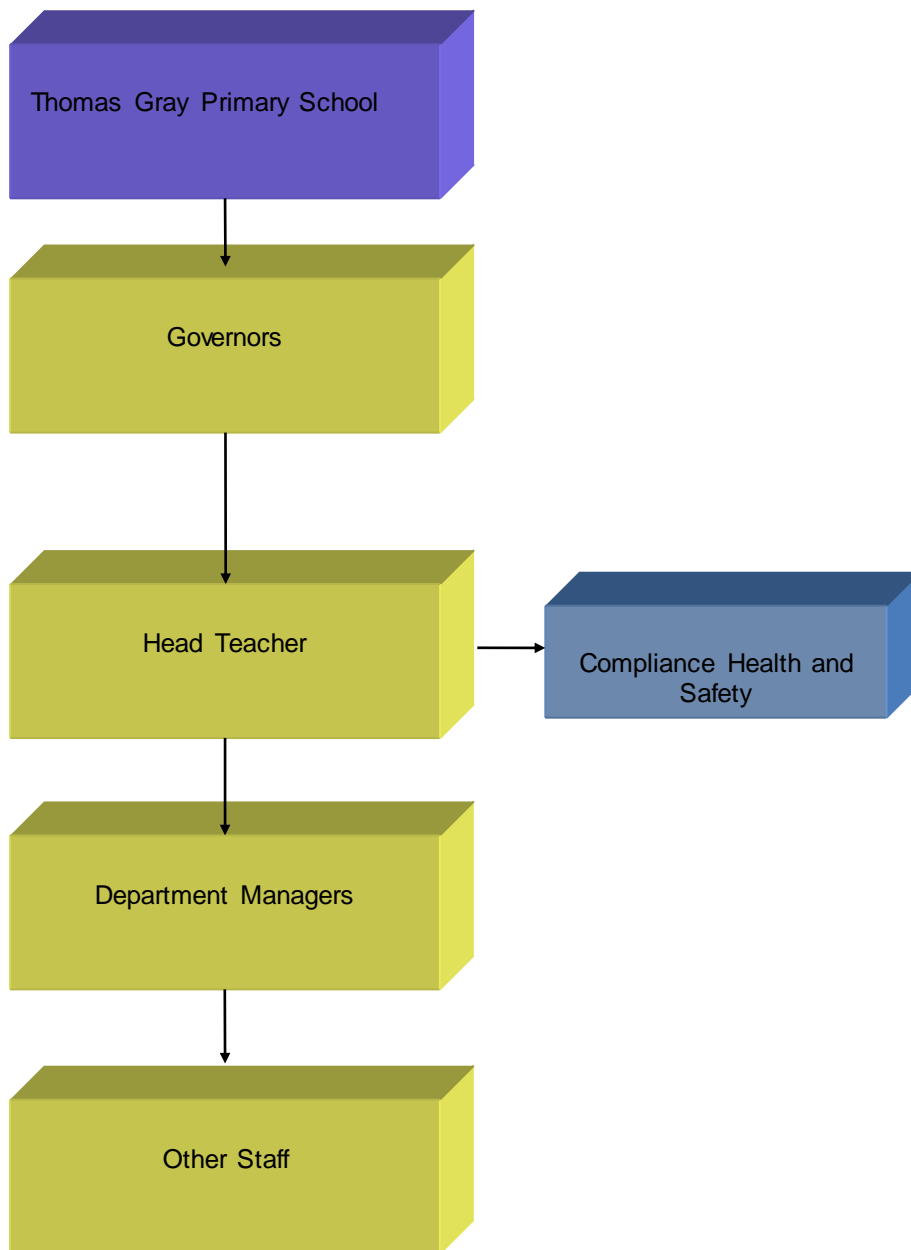 Thomas Gray Primary School
Governors
Head Teacher
Compliance Health and
Safety
Department Managers
Other Staff